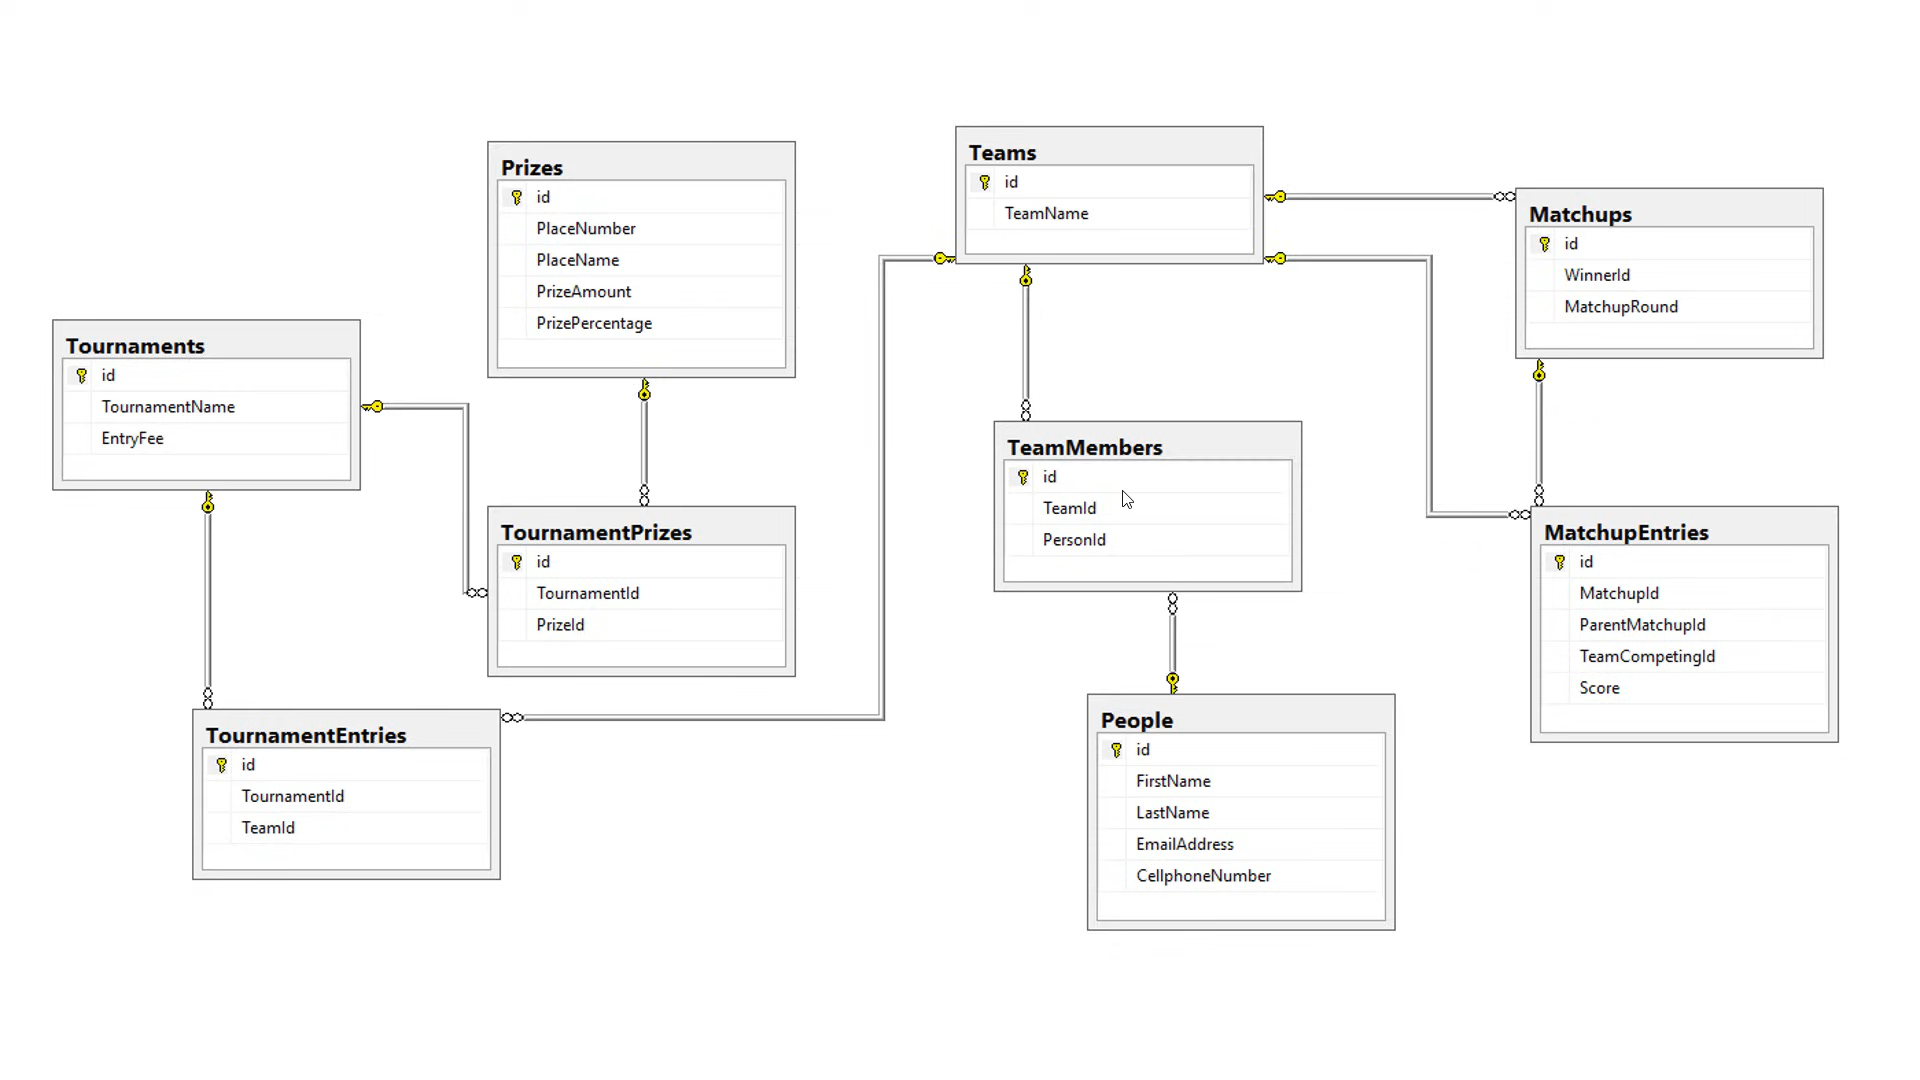 Tournaments
id
TournamentName
EntryFee
Prizes
id
PlaceNumber
PlaceName
PrizeAmount
PrizePercentage
TournamentPrizes
id
TournamentId
PrizeId
TournamentEntries
id
TournamentId
TeamId
Teams
id
TeamName
TeamMembers
id
TeamId
PersonId
People
id
FirstName
LastName
EmailAddress
CellphoneNumber
Matchups
id
WinnerId
MatchupRound
MatchupEntries
id
MatchupId
ParentMatchupId
TeamCompetingId
Score